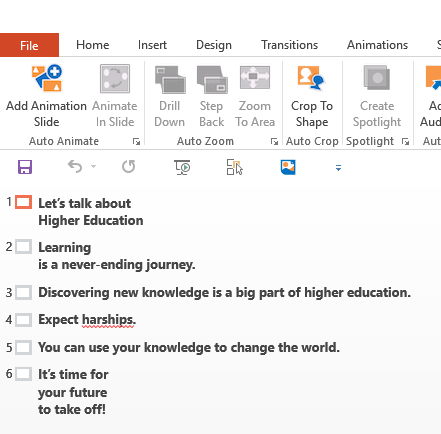 File Home Insert Design Transitions Animations S
Add Animation Slide
Animate In Slide
Drill Down
Step Back
Zoom To Area
Crop To Shape
Create Spotlight
Auto Animate Auto Zoom Auto Crop Spotlight Aut
1 Let's talk about
Higher Education
2 Learning
is a never-ending journey.
3 Discovering new knowledge is a big part of higher education.
4 Expect harships.
5 You can use your knowledge to change the world.
6 It's time for
your future
to take off!